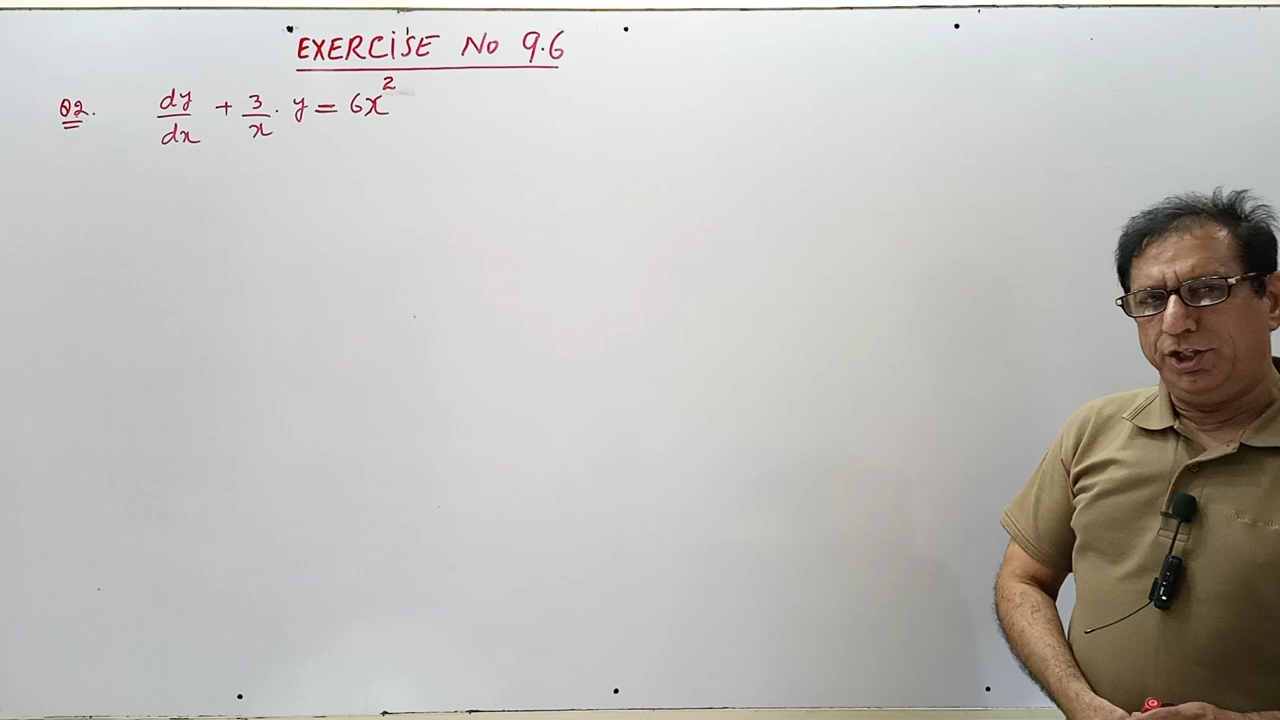 EXERCISE No 9.6
Q2. dy/dx + 3/x · y = 6x²